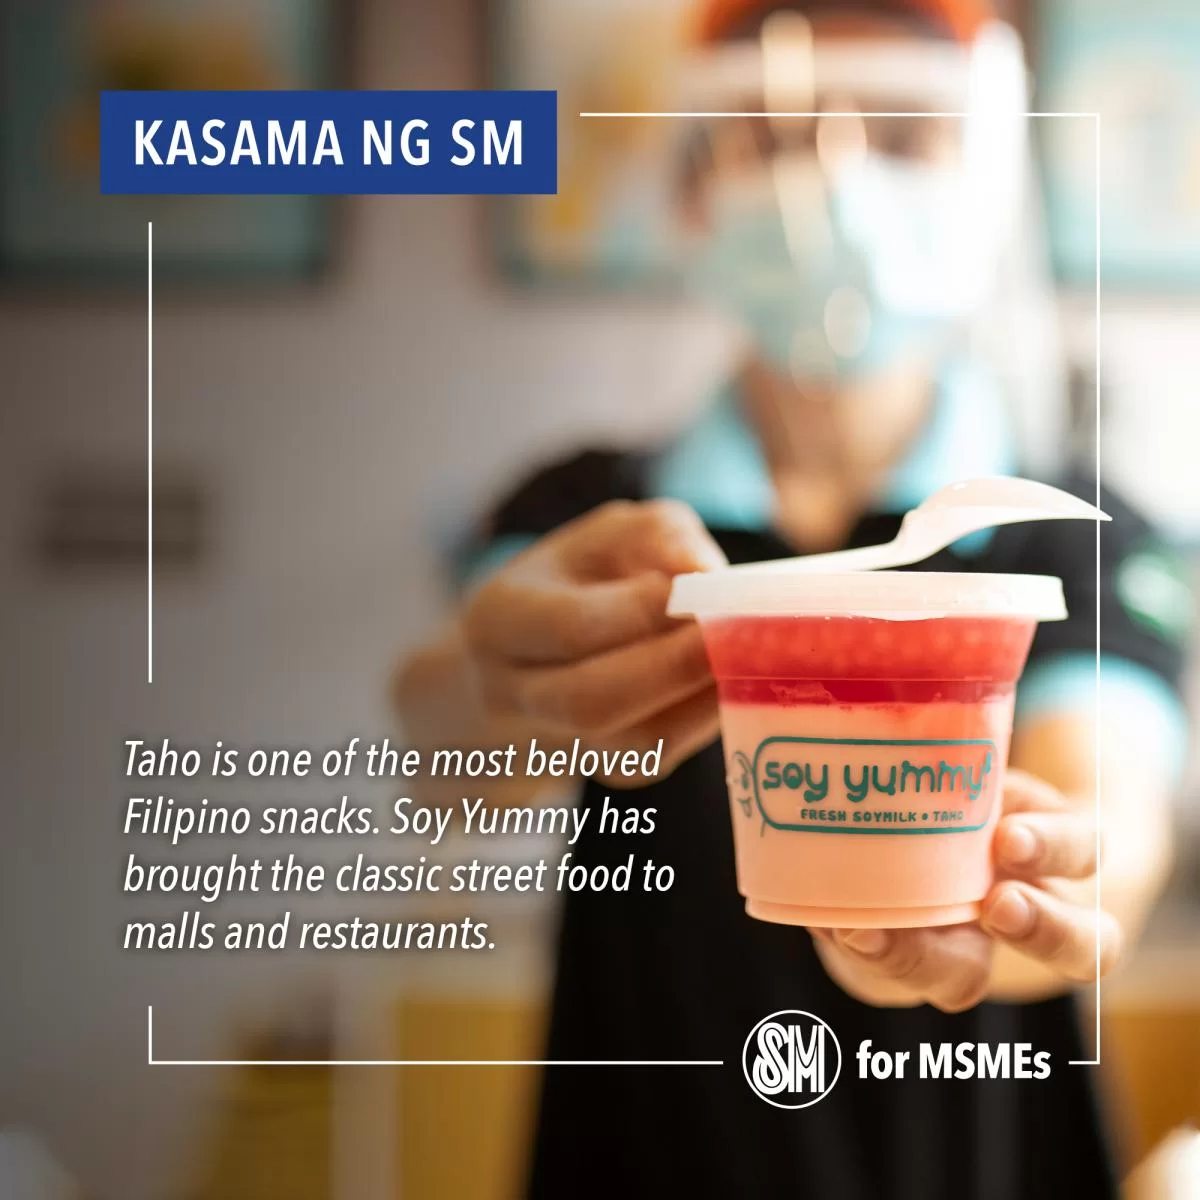 KASAMA NG SM
Taho is one of the most beloved
Filipino snacks. Soy Yummy has
brought the classic street food to
malls and restaurants.
soy yummy!
FRESH SOYMILK • TAHO
SM for MSMEs